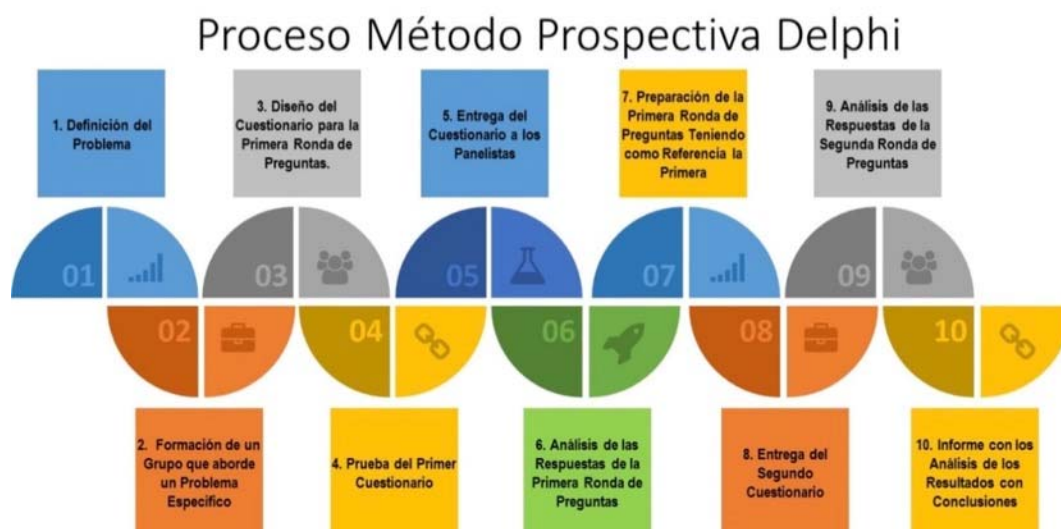 Proceso Método Prospectiva Delphi
1. Definición del
Problema
3. Diseño del
Cuestionario para la
Primera Ronda de
Preguntas.
5. Entrega del
Cuestionario a los
Panelistas
7. Preparación de la
Primera Ronda de
Preguntas Teniendo
como Referencia la
Primera
9. Análisis de las
Respuestas de la
Segunda Ronda de
Preguntas
01
03
05
07
09
02
04
06
08
10
2. Formación de un
Grupo que aborde
un Problema
Específico
4. Prueba del Primer
Cuestionario
6. Análisis de las
Respuestas de la
Primera Ronda de
Preguntas
8. Entrega del
Segundo
Cuestionario
10. Informe con los
Análisis de los
Resultados con
Conclusiones